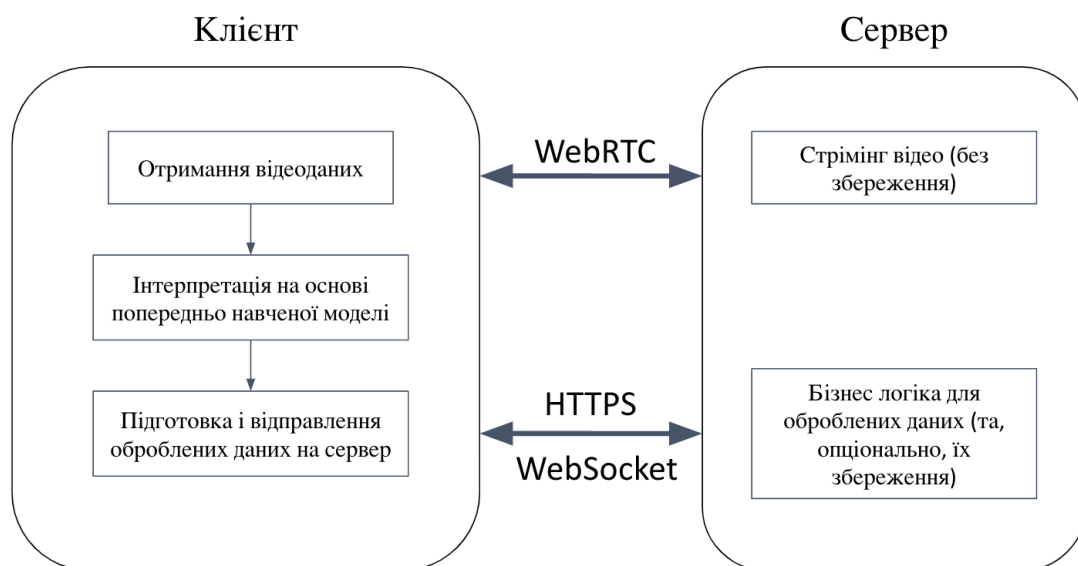 Клієнт
Сервер
Отримання відеоданих
Інтерпретація на основі
попередньо навченої моделі
Підготовка і відправлення
оброблених даних на сервер
WebRTC
HTTPS
WebSocket
Стрімінг відео (без
збереження)
Бізнес логіка для
оброблених даних (та,
опціонально, їх
збереження)